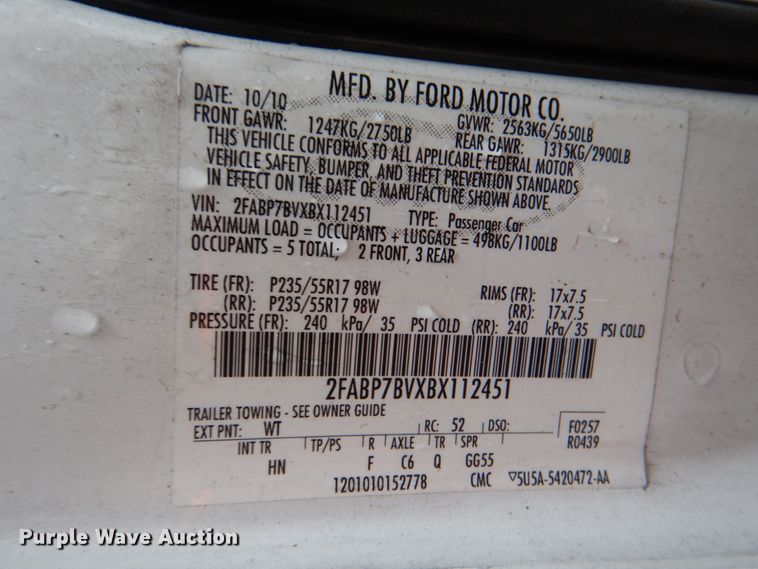 MFD. BY FORD MOTOR CO.
DATE: 10/10 GVWR: 2563KG/5650LB
FRONT GAWR: 1247KG/2750LB REAR GAWR: 1315KG/2900LB
THIS VEHICLE CONFORMS TO ALL APPLICABLE FEDERAL MOTOR
VEHICLE SAFETY, BUMPER, AND THEFT PREVENTION STANDARDS
IN EFFECT ON THE DATE OF MANUFACTURE SHOWN ABOVE.
VIN: 2FABP7BVXBX112451 TYPE: Passenger Car
MAXIMUM LOAD = OCCUPANTS + LUGGAGE = 498KG/1100LB
OCCUPANTS = 5 TOTAL; 2 FRONT, 3 REAR
TIRE (FR): P235/55R17 98W RIMS (FR): 17x7.5
(RR): P235/55R17 98W (RR): 17x7.5
PRESSURE (FR): 240 kPa/ 35 PSI COLD (RR): 240 kPa/35 PSI COLD
2FABP7BVXBX112451
TRAILER TOWING - SEE OWNER GUIDE
EXT PNT: WT RC: 52 DSO: F0257
INT TR TP/PS R AXLE TR SPR R0439
HN F C6 Q GG55
1201010152778 CMC ▽5U5A-5420472-AA
Purple Wave Auction